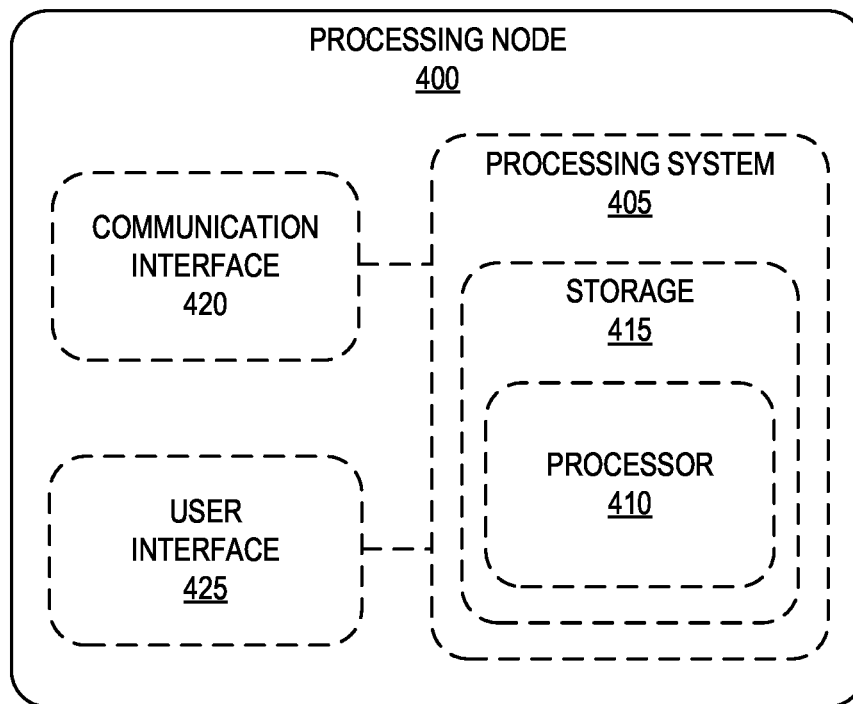 PROCESSING NODE
400
COMMUNICATION
INTERFACE
420
USER
INTERFACE
425
PROCESSING SYSTEM
405
STORAGE
415
PROCESSOR
410